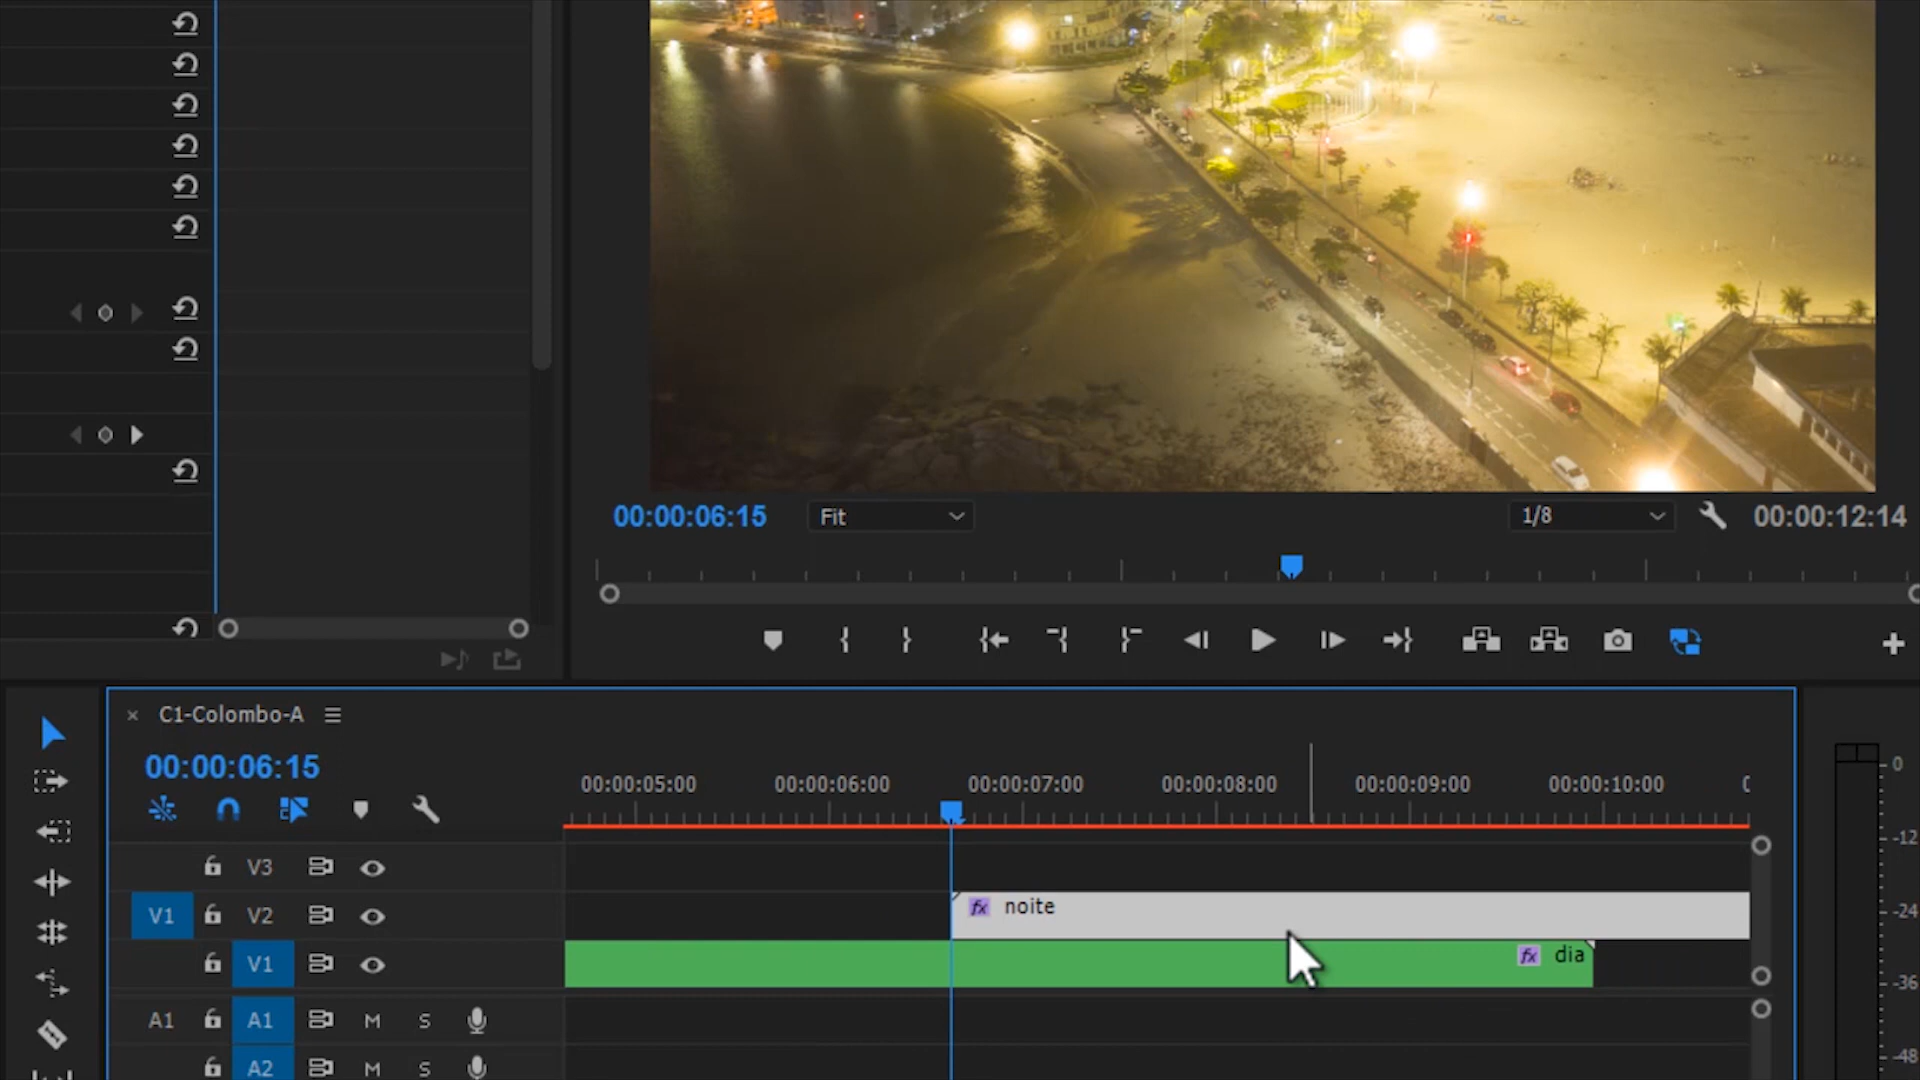 00:00:06:15
Fit
1/8
00:00:12:14
C1-Colombo-A
00:00:06:15
00:00:05:00
00:00:06:00
00:00:07:00
00:00:08:00
00:00:09:00
00:00:10:00
0
-12
-24
-36
-48
V3
V1 V2
fx noite
V1
fx dia
A1 A1 M S
A2 M S